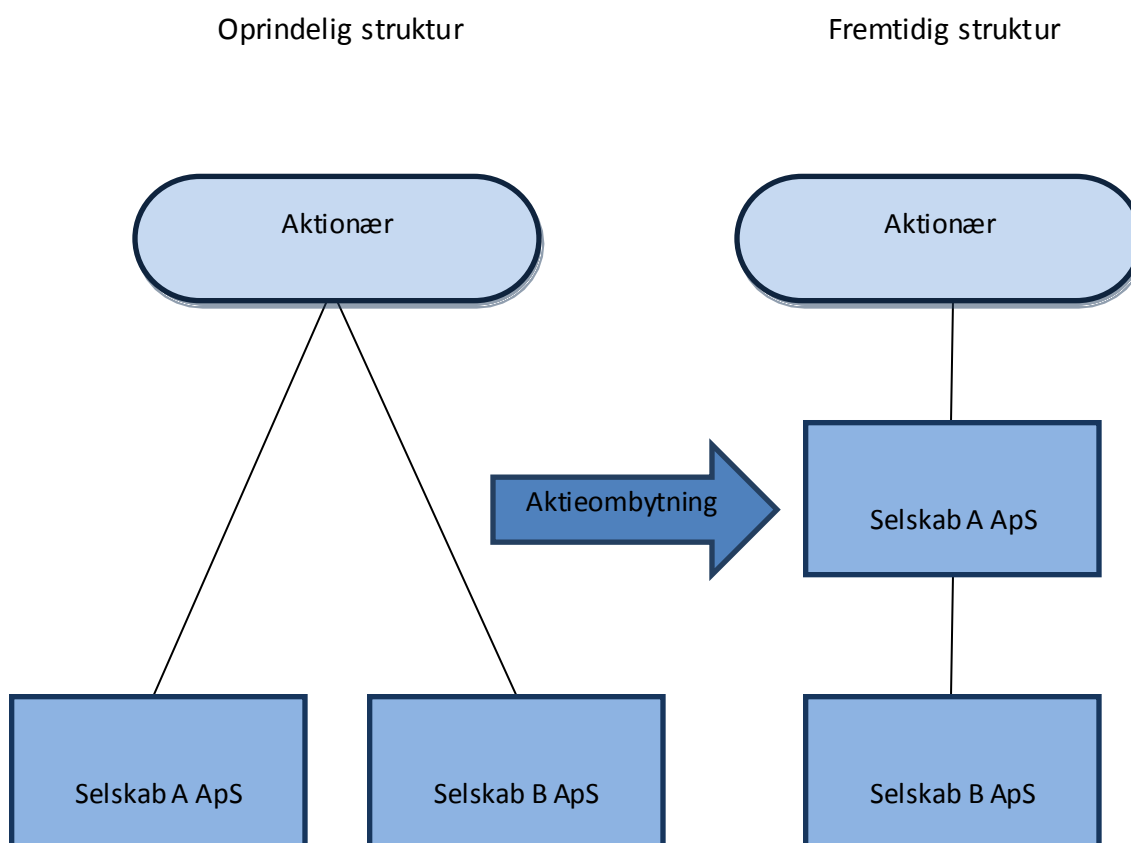 Oprindelig struktur
Fremtidig struktur
Aktionær
Aktionær
Aktieombytning
Selskab A ApS
Selskab A ApS
Selskab B ApS
Selskab B ApS